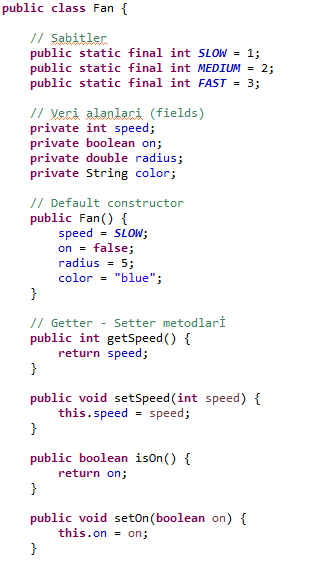 public class Fan {
// Sabitler
public static final int SLOW = 1;
public static final int MEDIUM = 2;
public static final int FAST = 3;
// Veri alanlari (fields)
private int speed;
private boolean on;
private double radius;
private String color;
// Default constructor
public Fan() {
speed = SLOW;
on = false;
radius = 5;
color = "blue";
}
// Getter - Setter metodlarİ
public int getSpeed() {
return speed;
}
public void setSpeed(int speed) {
this.speed = speed;
}
public boolean isOn() {
return on;
}
public void setOn(boolean on) {
this.on = on;
}